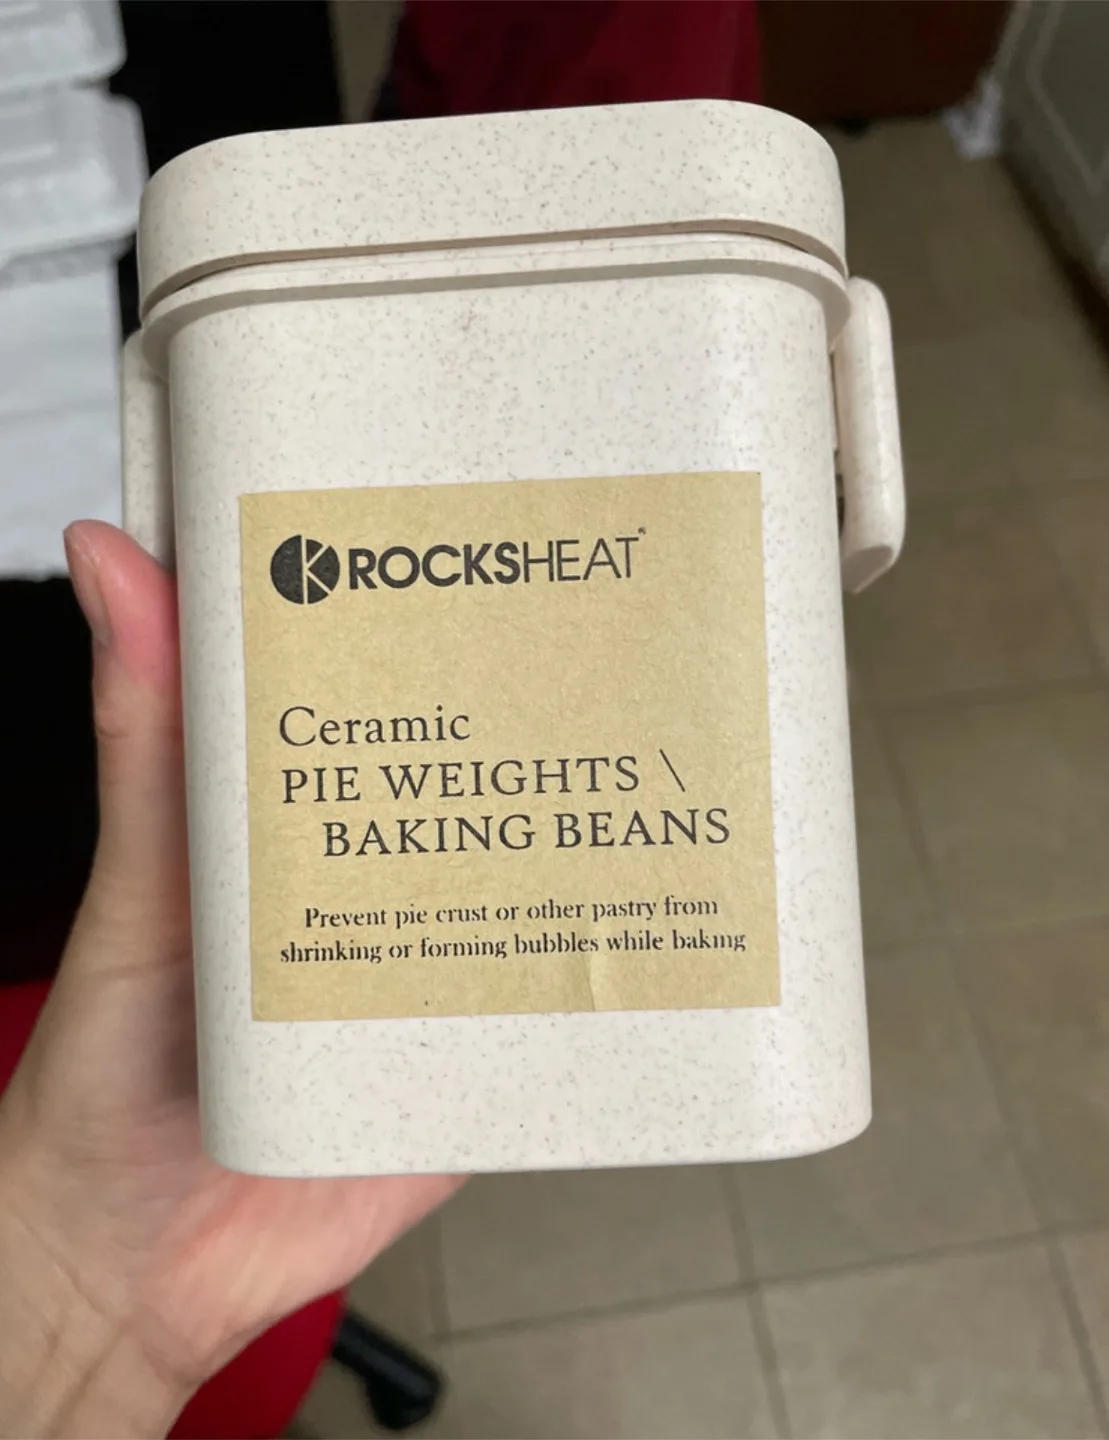 ROCKSHEAT
Ceramic
PIE WEIGHTS \
BAKING BEANS
Prevent pie crust or other pastry from
shrinking or forming bubbles while baking